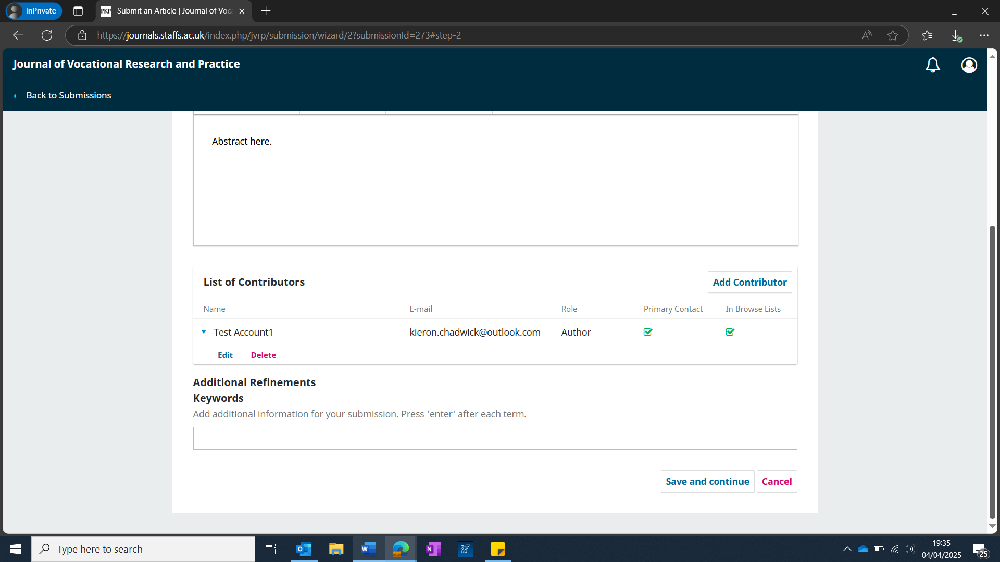 InPrivate
PKP
Submit an Article | Journal of Voc
https://journals.staffs.ac.uk/index.php/jvrp/submission/wizard/2?submissionId=273#step-2
Journal of Vocational Research and Practice
← Back to Submissions
Abstract here.
List of Contributors
Add Contributor
Name E-mail Role Primary Contact In Browse Lists
Test Account1 kieron.chadwick@outlook.com Author
Edit Delete
Additional Refinements
Keywords
Add additional information for your submission. Press 'enter' after each term.
Save and continue Cancel
Type here to search
19:35
04/04/2025
25